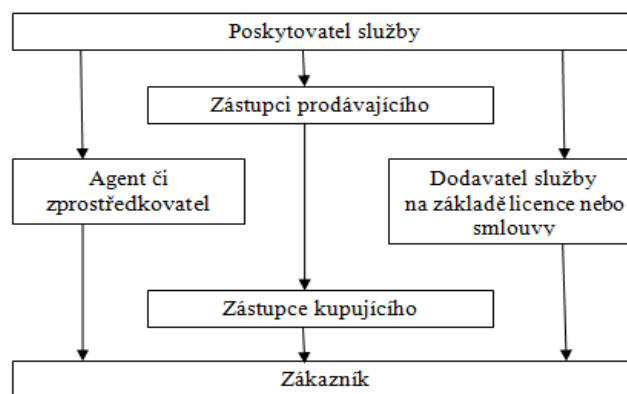 Poskytovatel služby
Zástupci prodávajícího
Agent či
zprostředkovatel
Dodavatel služby
na základě licence nebo
smlouvy
Zástupce kupujícího
Zákazník